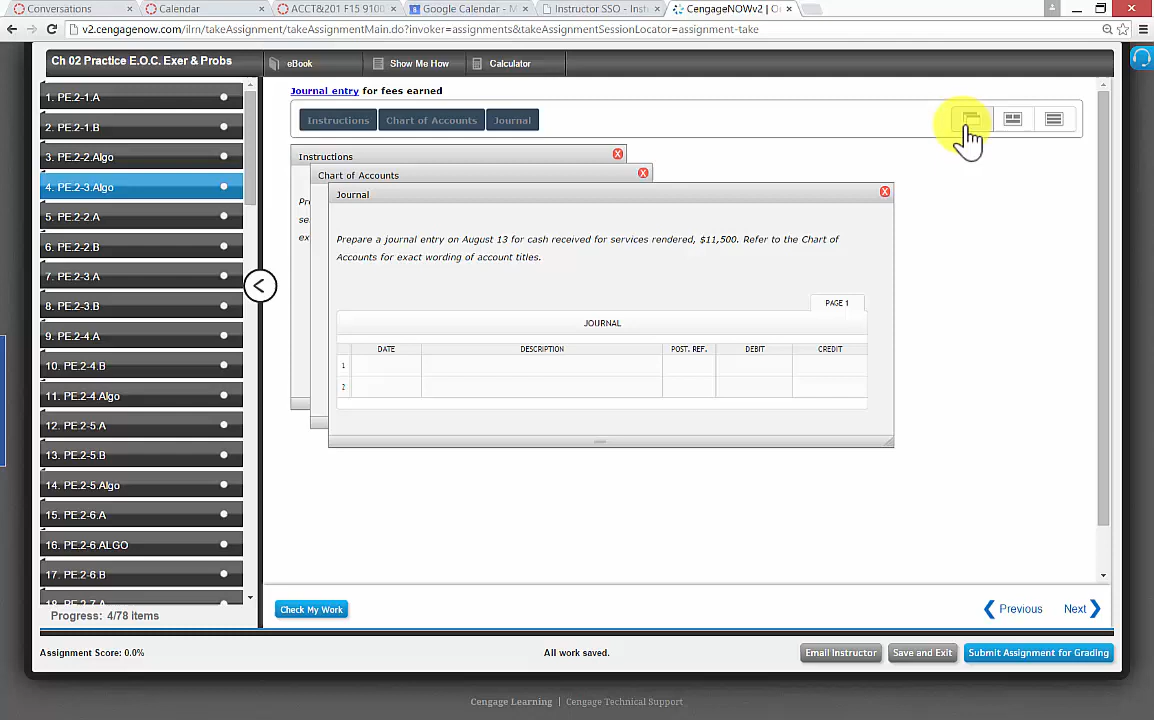 Conversations
Calendar
ACCT&201 F15 9100
Google Calendar - M
Instructor SSO - Inst
CengageNOWv2 | O
v2.cengagenow.com/ilrn/takeAssignment/takeAssignmentMain.do?invoker=assignments&takeAssignmentSessionLocator=assignment-take
Ch 02 Practice E.O.C. Exer & Probs
eBook
Show Me How
Calculator
1. PE.2-1.A
2. PE.2-1.B
3. PE.2-2.Algo
4. PE.2-3.Algo
5. PE.2-2.A
6. PE.2-2.B
7. PE.2-3.A
8. PE.2-3.B
9. PE.2-4.A
10. PE.2-4.B
11. PE.2-4.Algo
12. PE.2-5.A
13. PE.2-5.B
14. PE.2-5.Algo
15. PE.2-6.A
16. PE.2-6.ALGO
17. PE.2-6.B
18. PE.2-7.A
Progress: 4/78 items
Journal entry for fees earned
Instructions
Chart of Accounts
Journal
Instructions
Pr
se
ex
Chart of Accounts
Journal
Prepare a journal entry on August 13 for cash received for services rendered, $11,500. Refer to the Chart of
Accounts for exact wording of account titles.
PAGE 1
JOURNAL
DATE DESCRIPTION POST. REF. DEBIT CREDIT
1
2
Check My Work
Previous
Next
Assignment Score: 0.0%
All work saved.
Email Instructor
Save and Exit
Submit Assignment for Grading
Cengage Learning | Cengage Technical Support